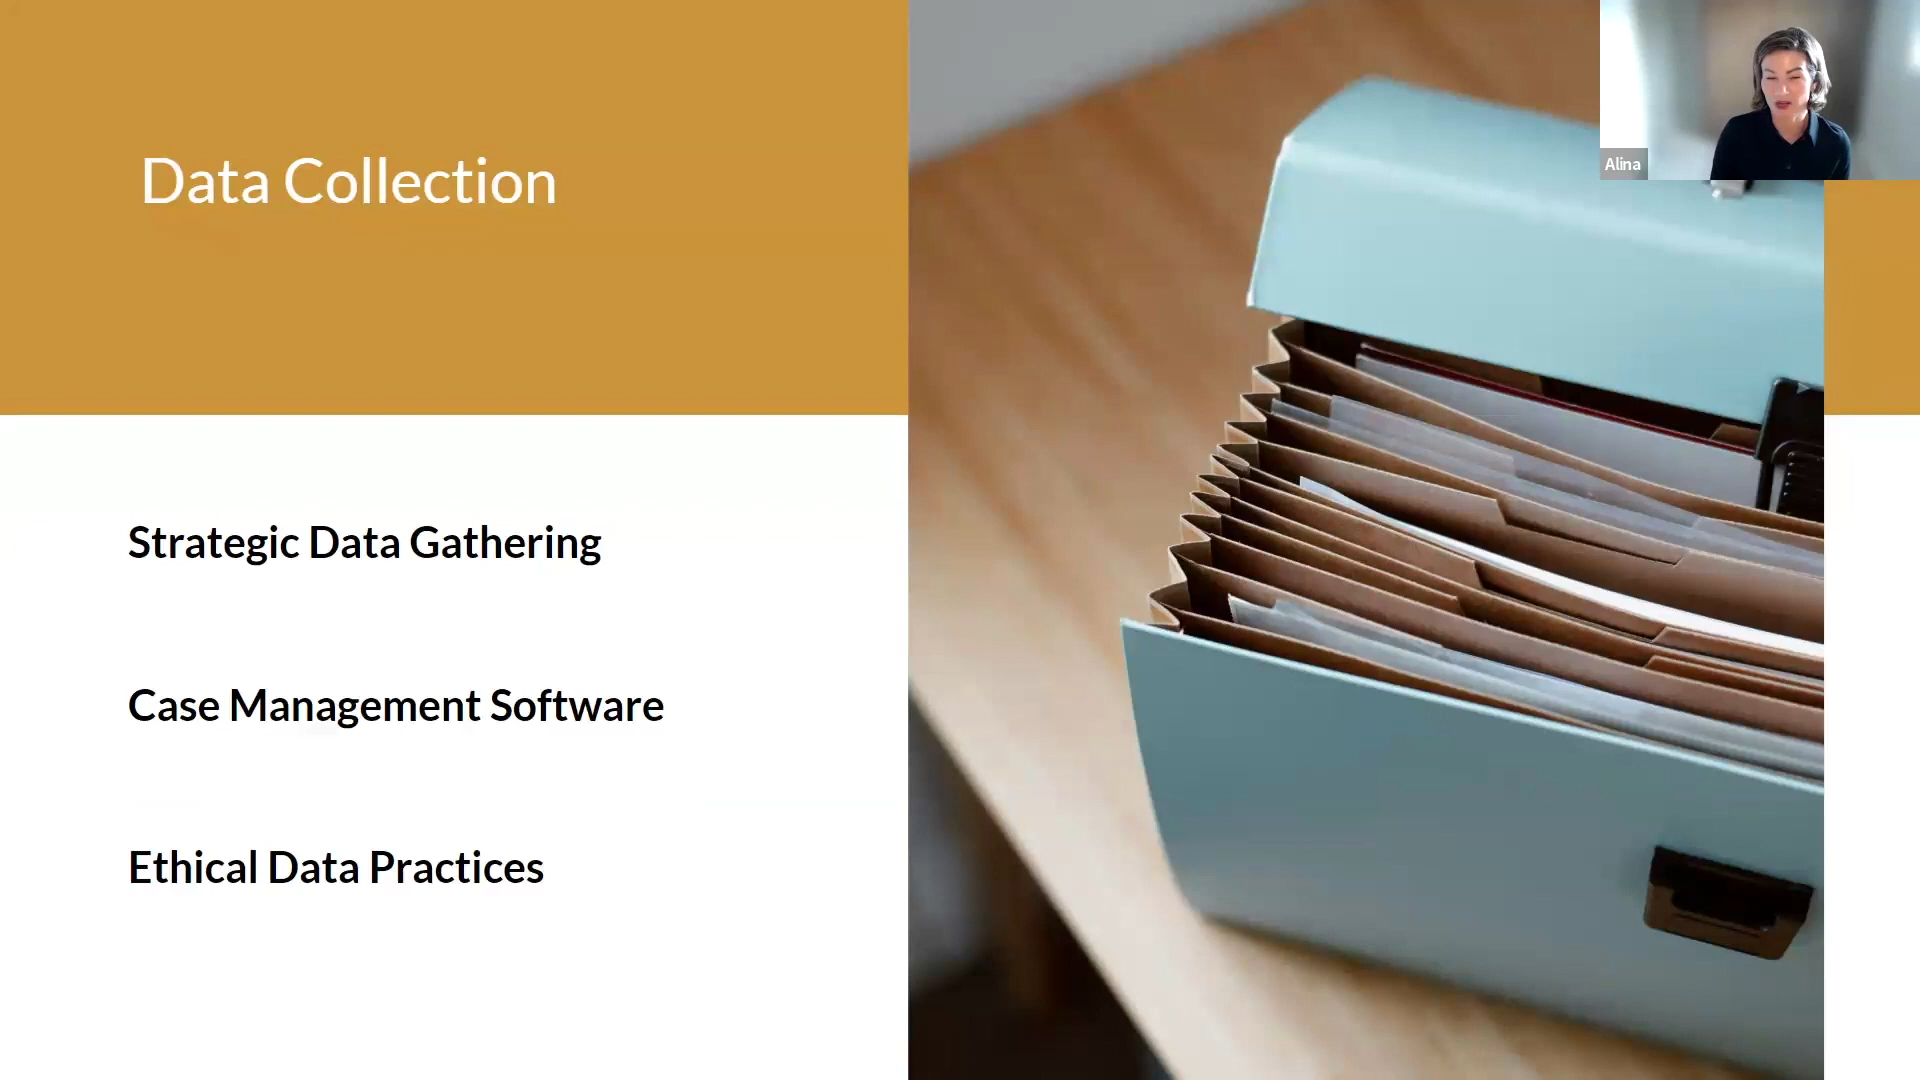 Data Collection
Alina
Strategic Data Gathering
Case Management Software
Ethical Data Practices